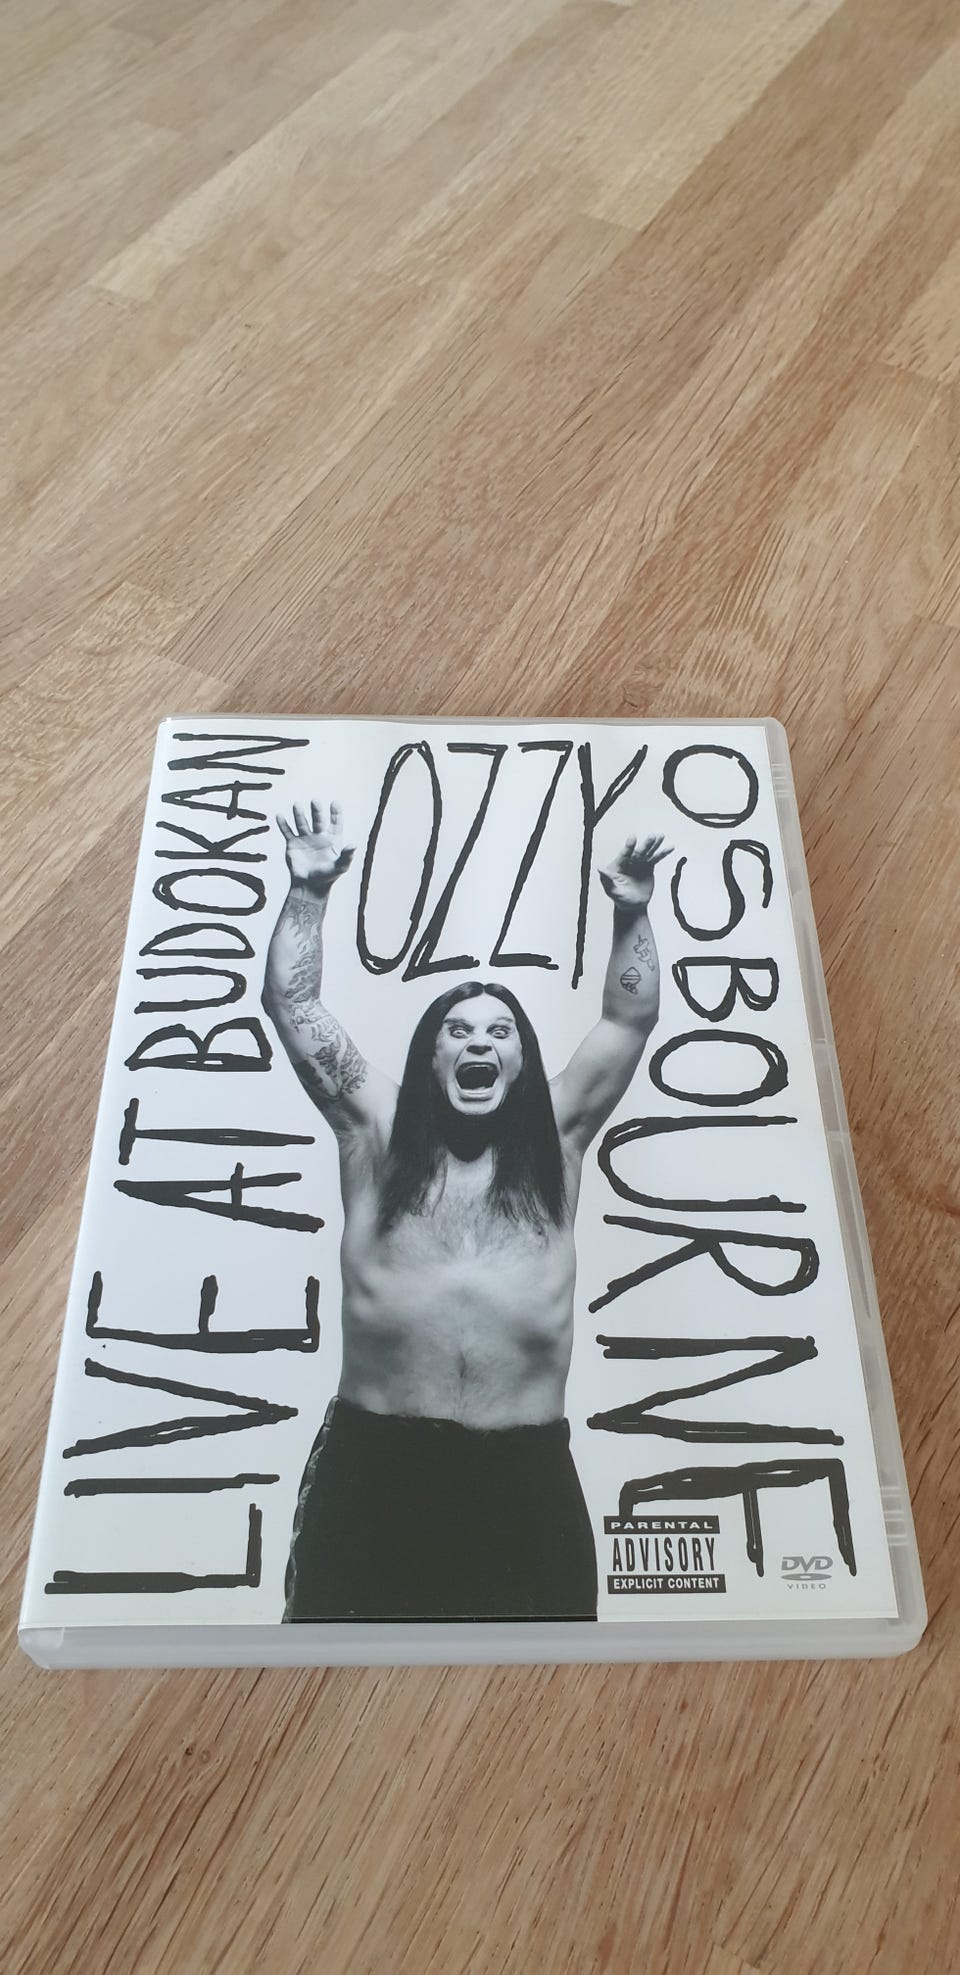 LIVE AT BUDOKAN
OZZY
OSBOURNE
PARENTAL
ADVISORY
EXPLICIT CONTENT
DVD
VIDEO